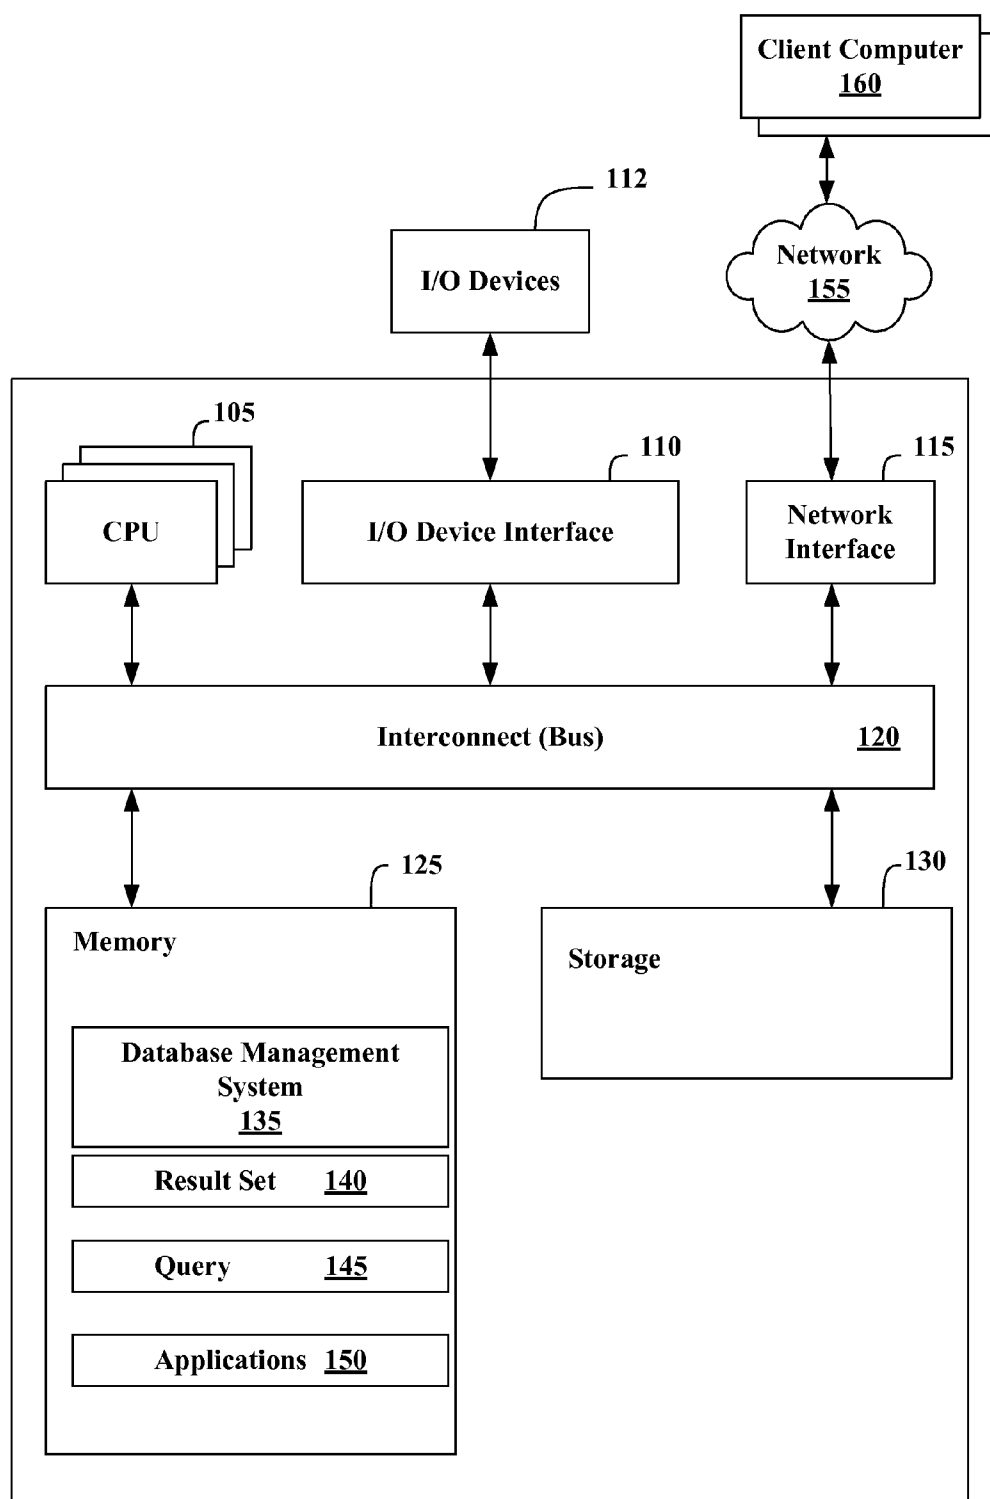 Client Computer
160
112
I/O Devices
Network
155
105
CPU
110
I/O Device Interface
115
Network
Interface
Interconnect (Bus) 120
125
Memory
130
Storage
Database Management
System
135
Result Set 140
Query 145
Applications 150